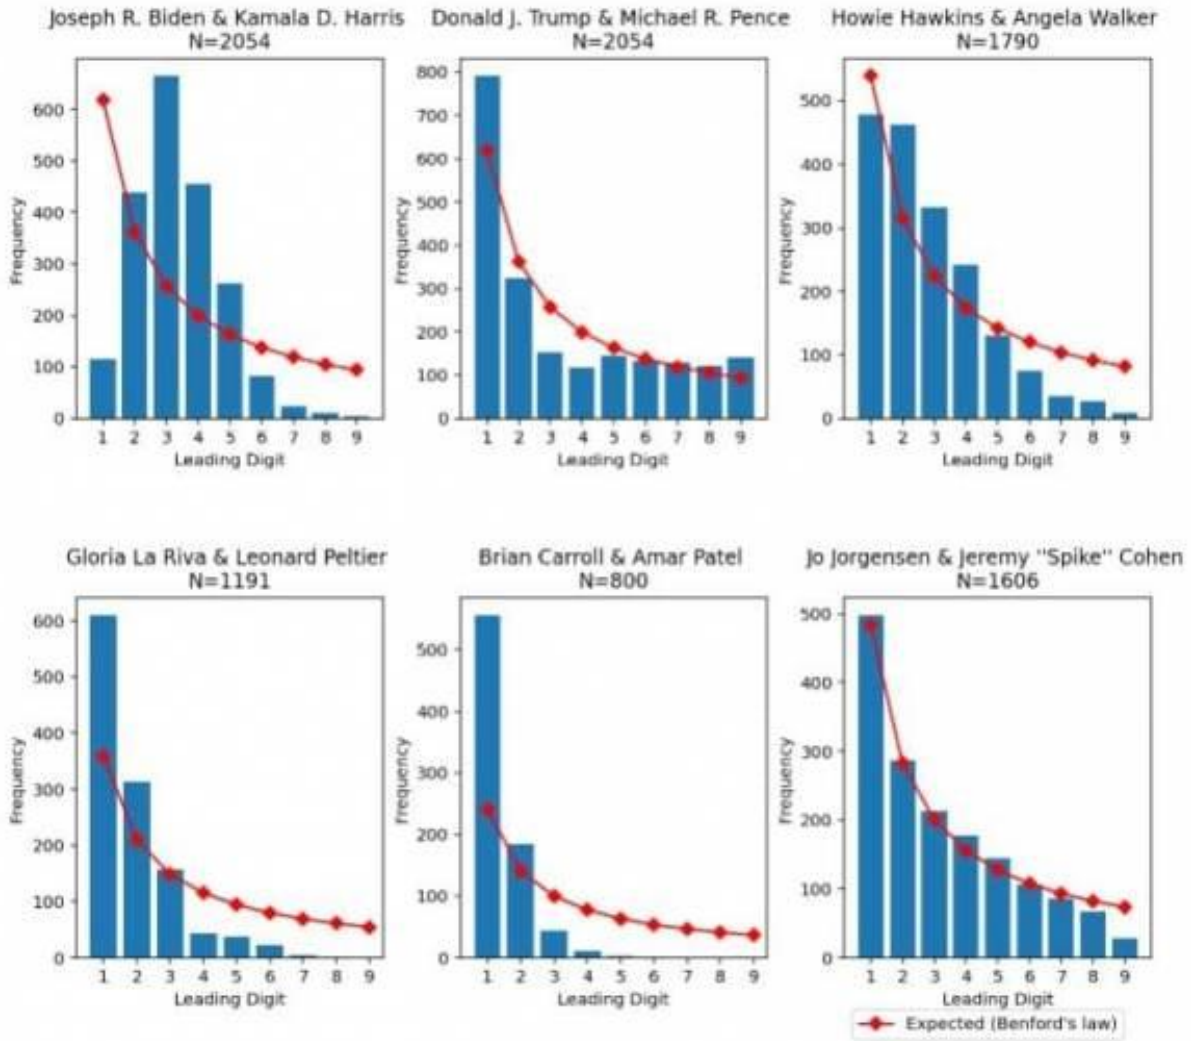 Joseph R. Biden & Kamala D. Harris
N=2054
600
500
400
300
200
100
0
Frequency
1 2 3 4 5 6 7 8 9
Leading Digit
Donald J. Trump & Michael R. Pence
N=2054
800
700
600
500
400
300
200
100
0
Frequency
1 2 3 4 5 6 7 8 9
Leading Digit
Howie Hawkins & Angela Walker
N=1790
500
400
300
200
100
0
Frequency
1 2 3 4 5 6 7 8 9
Leading Digit
Gloria La Riva & Leonard Peltier
N=1191
600
500
400
300
200
100
0
Frequency
1 2 3 4 5 6 7 8 9
Leading Digit
Brian Carroll & Amar Patel
N=800
500
400
300
200
100
0
Frequency
1 2 3 4 5 6 7 8 9
Leading Digit
Jo Jorgensen & Jeremy "Spike" Cohen
N=1606
500
400
300
200
100
0
Frequency
1 2 3 4 5 6 7 8 9
Leading Digit
Expected (Benford's law)